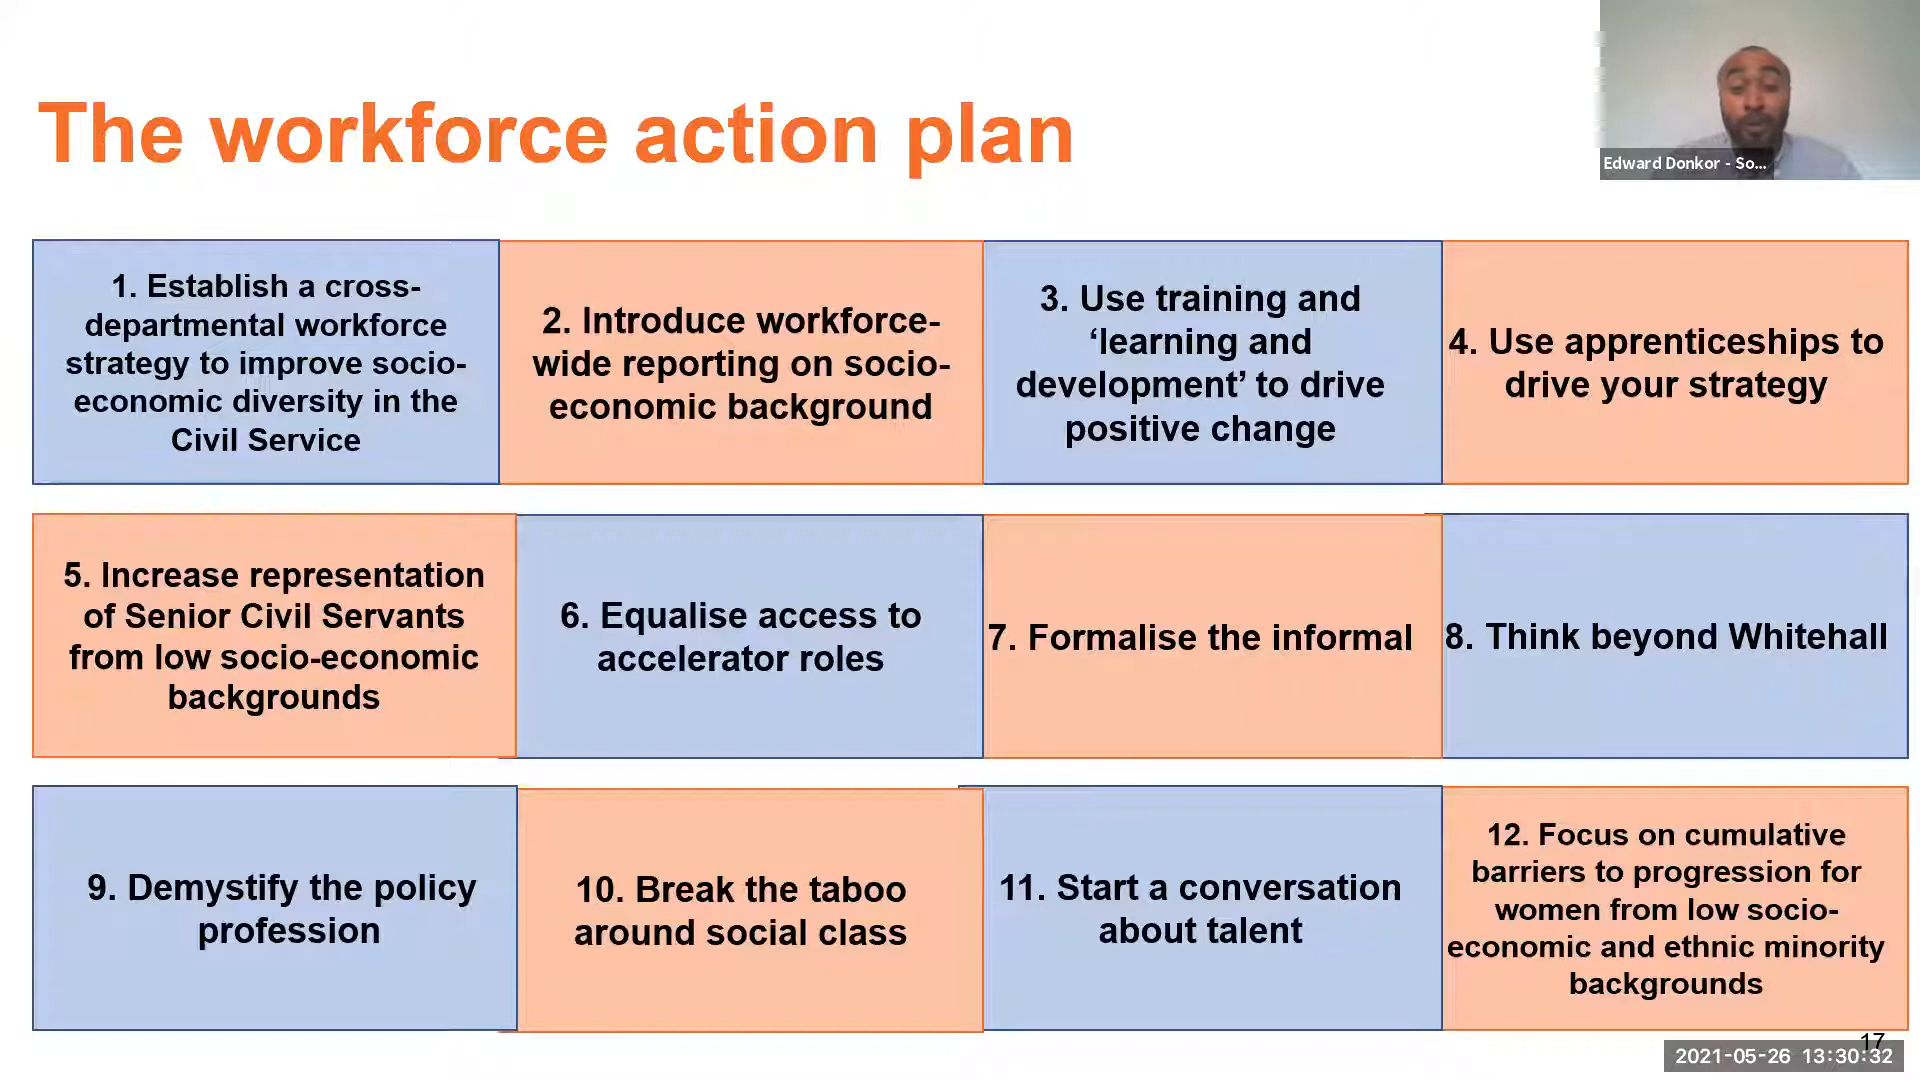 The workforce action plan
Edward Donkor - So...
1. Establish a cross-
departmental workforce
strategy to improve socio-
economic diversity in the
Civil Service
2. Introduce workforce-
wide reporting on socio-
economic background
3. Use training and
‘learning and
development’ to drive
positive change
4. Use apprenticeships to
drive your strategy
5. Increase representation
of Senior Civil Servants
from low socio-economic
backgrounds
6. Equalise access to
accelerator roles
7. Formalise the informal
8. Think beyond Whitehall
9. Demystify the policy
profession
10. Break the taboo
around social class
11. Start a conversation
about talent
12. Focus on cumulative
barriers to progression for
women from low socio-
economic and ethnic minority
backgrounds
17
2021-05-26 13:30:32